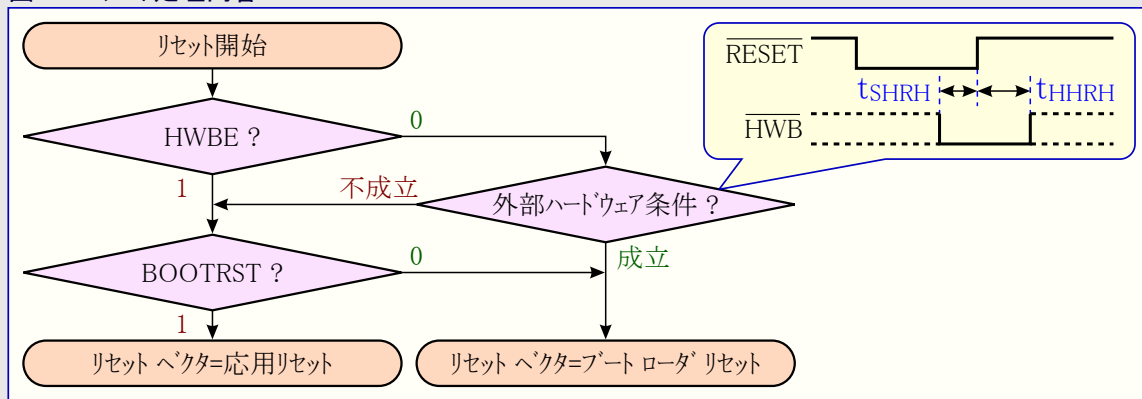 リセット開始
RESET
tSHRH
tHHRH
HWB
HWBE ?
0
1
不成立
外部ハードウェア条件 ?
BOOTRST ?
0
成立
1
リセット ベクタ=応用リセット
リセット ベクタ=ブート ローダ リセット